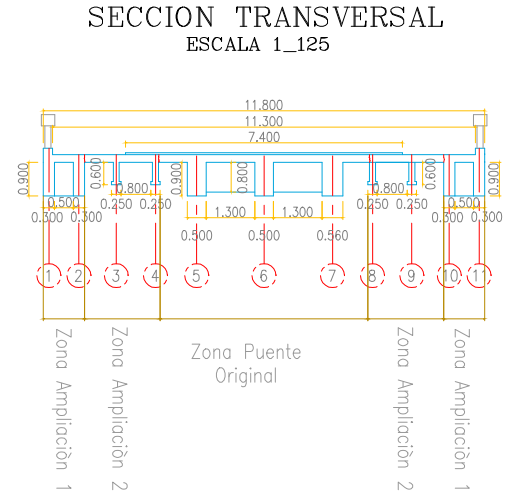 SECCION TRANSVERSAL
ESCALA 1_125
11.800
11.300
7.400
0.900 0.600 0.900 0.800 0.600 0.900
0.500 0.800 0.800 0.500
0.300 0.300 0.250 0.250 1.300 1.300 0.250 0.250 0.300 0.300
0.500 0.500 0.560
1 2 3 4 5 6 7 8 9 10 11
Zona Puente
Original
Zona Ampliaciòn 1
Zona Ampliaciòn 2
Zona Ampliaciòn 2
Zona Ampliaciòn 1